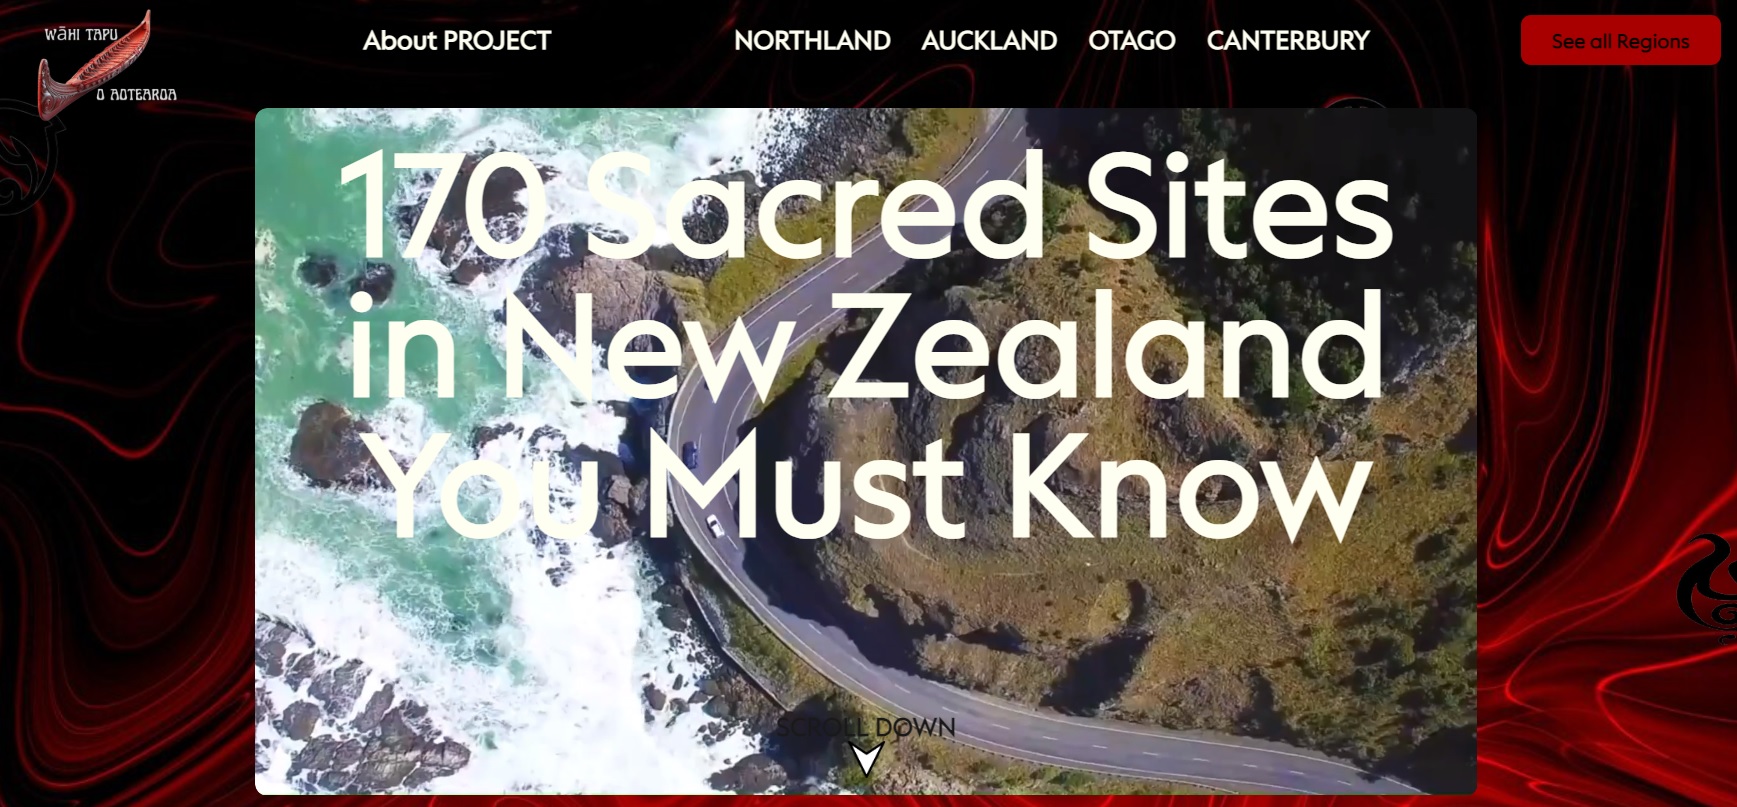 WĀHI TAPU
O AOTEAROA
About PROJECT
NORTHLAND
AUCKLAND
OTAGO
CANTERBURY
See all Regions
170 Sacred Sites
in New Zealand
You Must Know
SCROLL DOWN